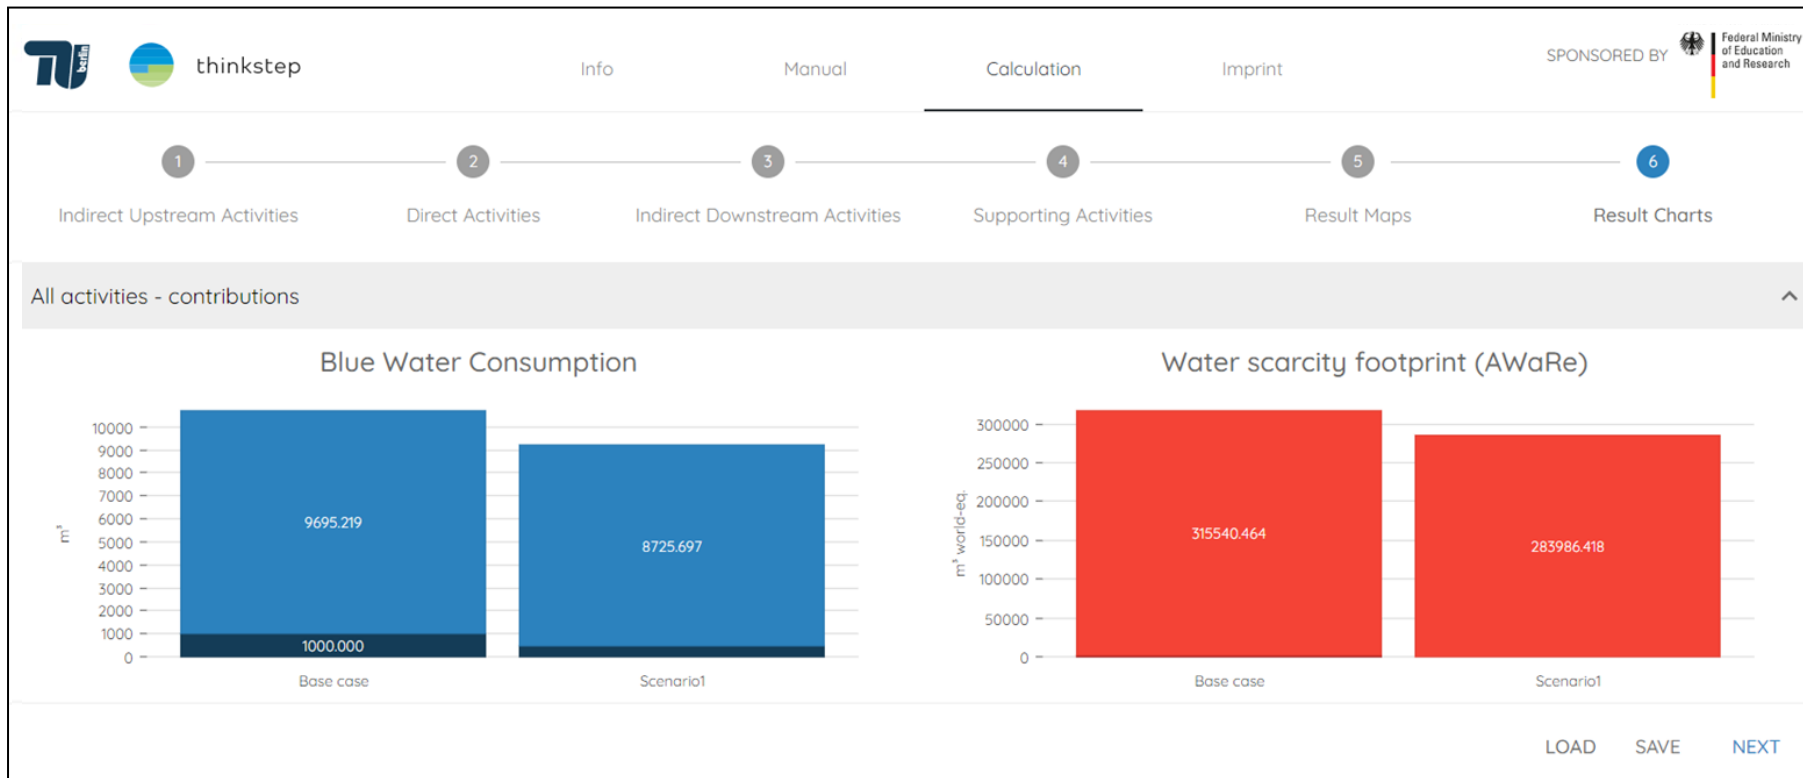 TU berlin
thinkstep
Info
Manual
Calculation
Imprint
SPONSORED BY
Federal Ministry
of Education
and Research
1
2
3
4
5
6
Indirect Upstream Activities
Direct Activities
Indirect Downstream Activities
Supporting Activities
Result Maps
Result Charts
All activities - contributions
Blue Water Consumption
10000
9000
8000
7000
6000
5000
4000
3000
2000
1000
0
m³
9695.219
1000.000
8725.697
Base case
Scenario1
Water scarcity footprint (AWaRe)
300000
250000
200000
150000
100000
50000
0
m³ world-eq.
315540.464
283986.418
Base case
Scenario1
LOAD
SAVE
NEXT